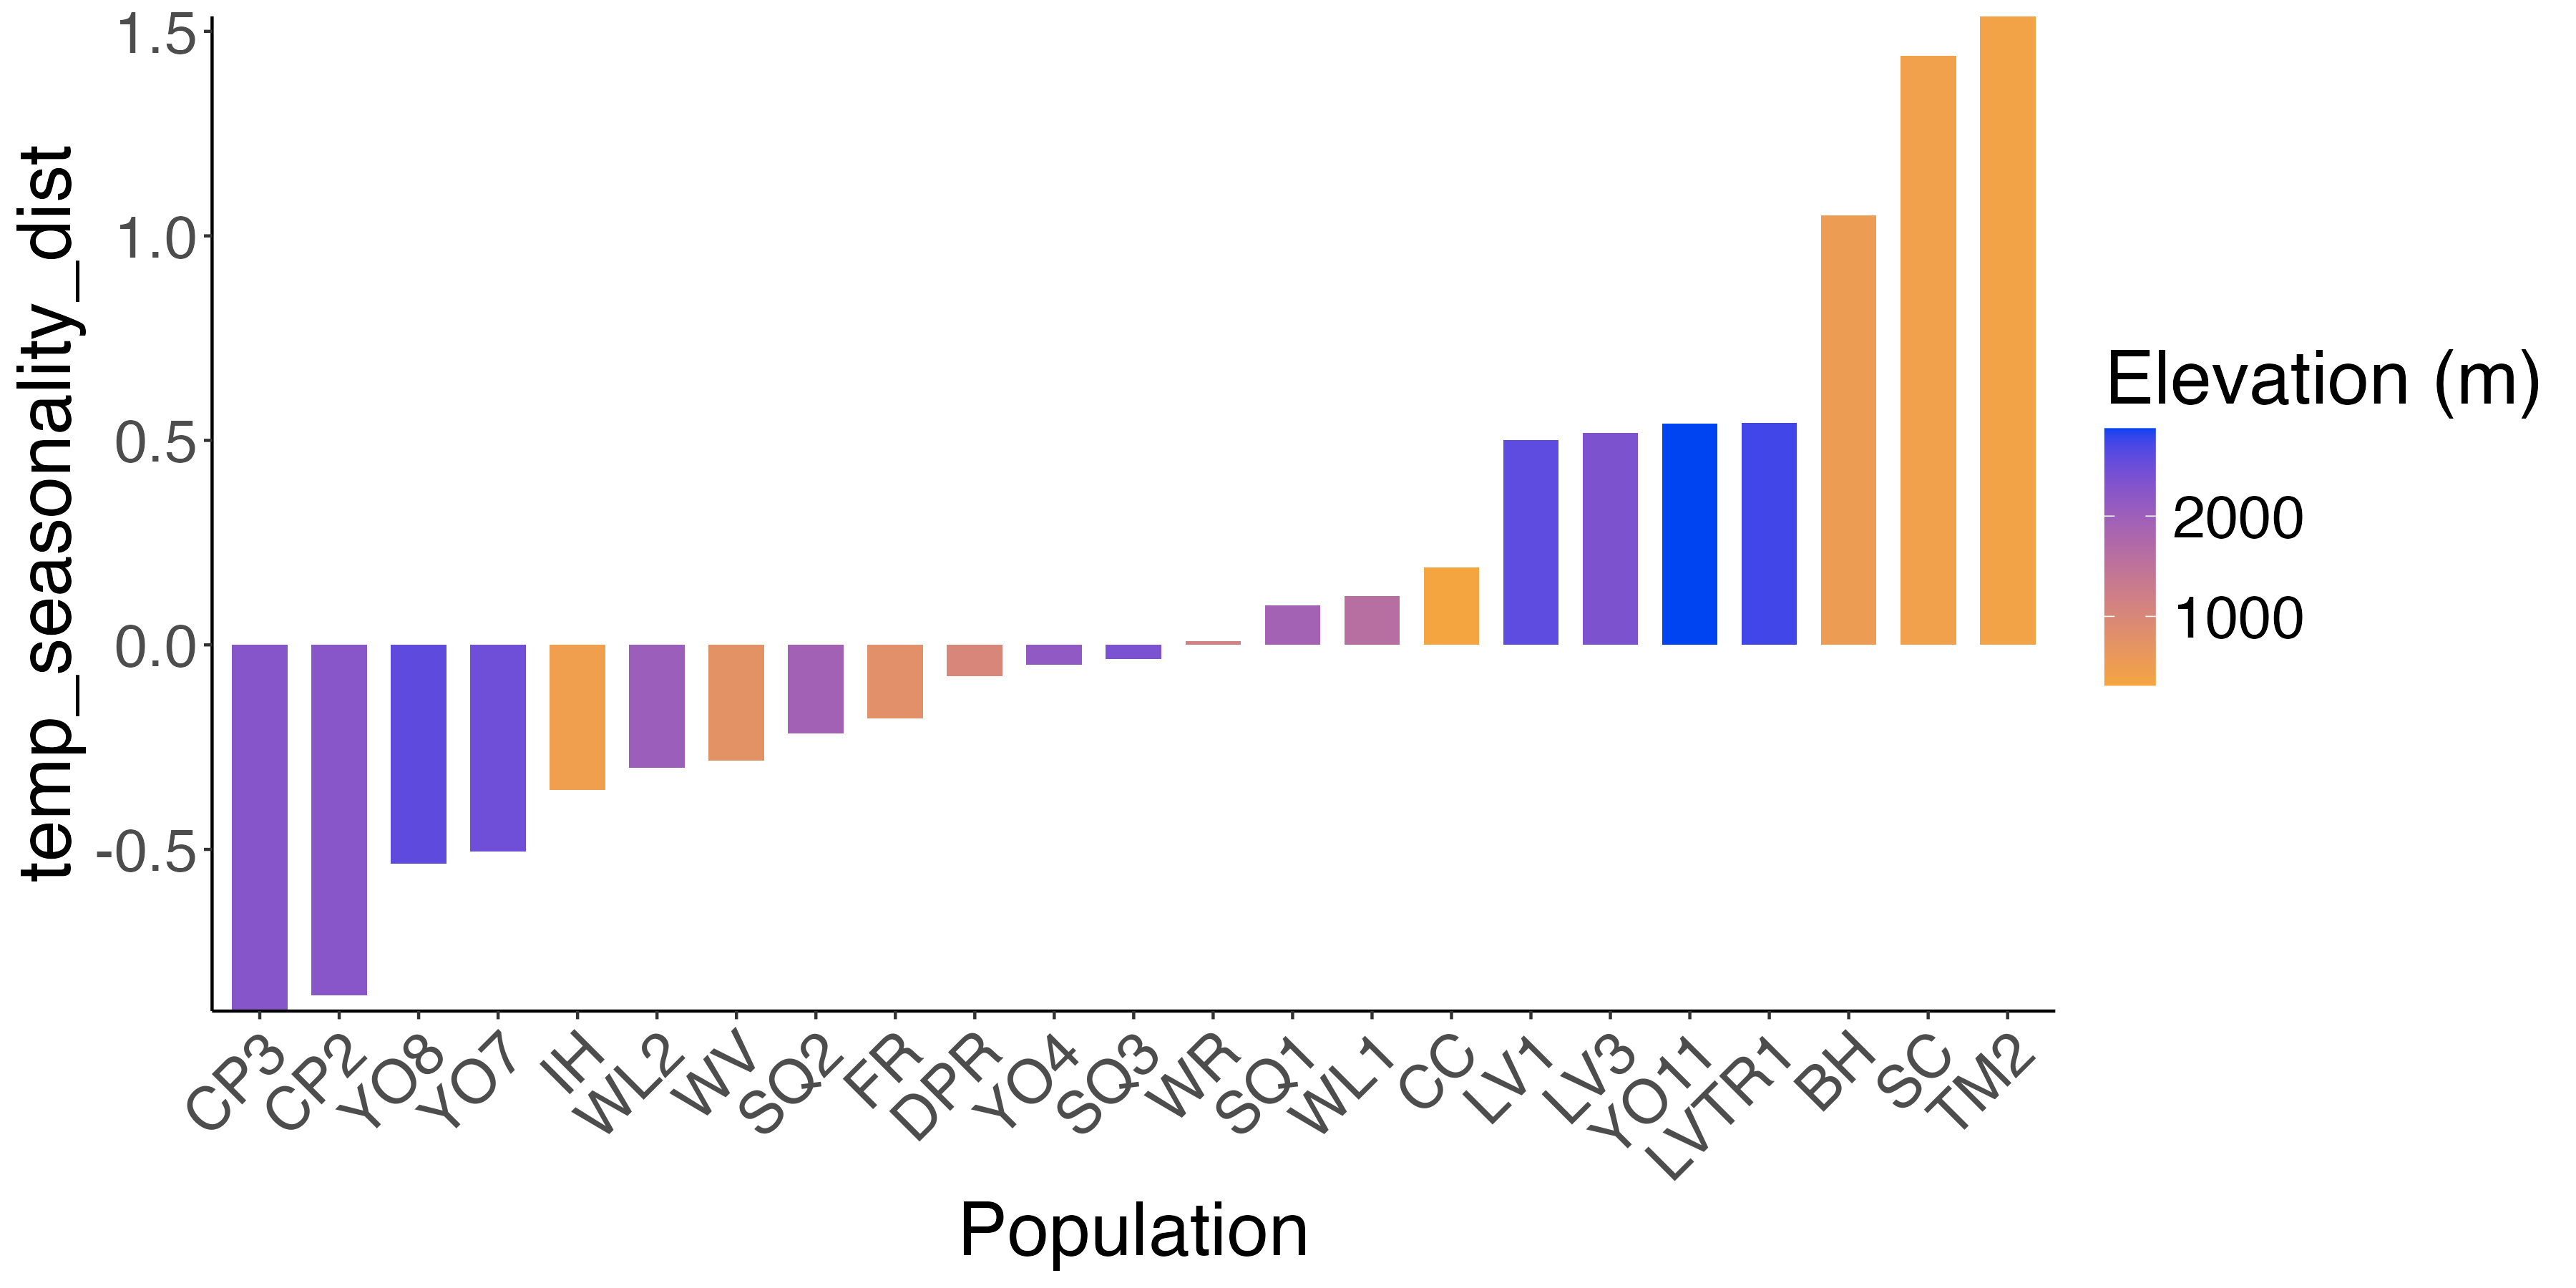 temp_seasonality_dist
1.5
1.0
0.5
0.0
-0.5
CP3
CP2
YO8
YO7
IH
WL2
WV
SQ2
FR
DPR
YO4
SQ3
WR
SQ1
WL1
CC
LV1
LV3
YO11
LVTR1
BH
SC
TM2
Population
Elevation (m)
2000
1000